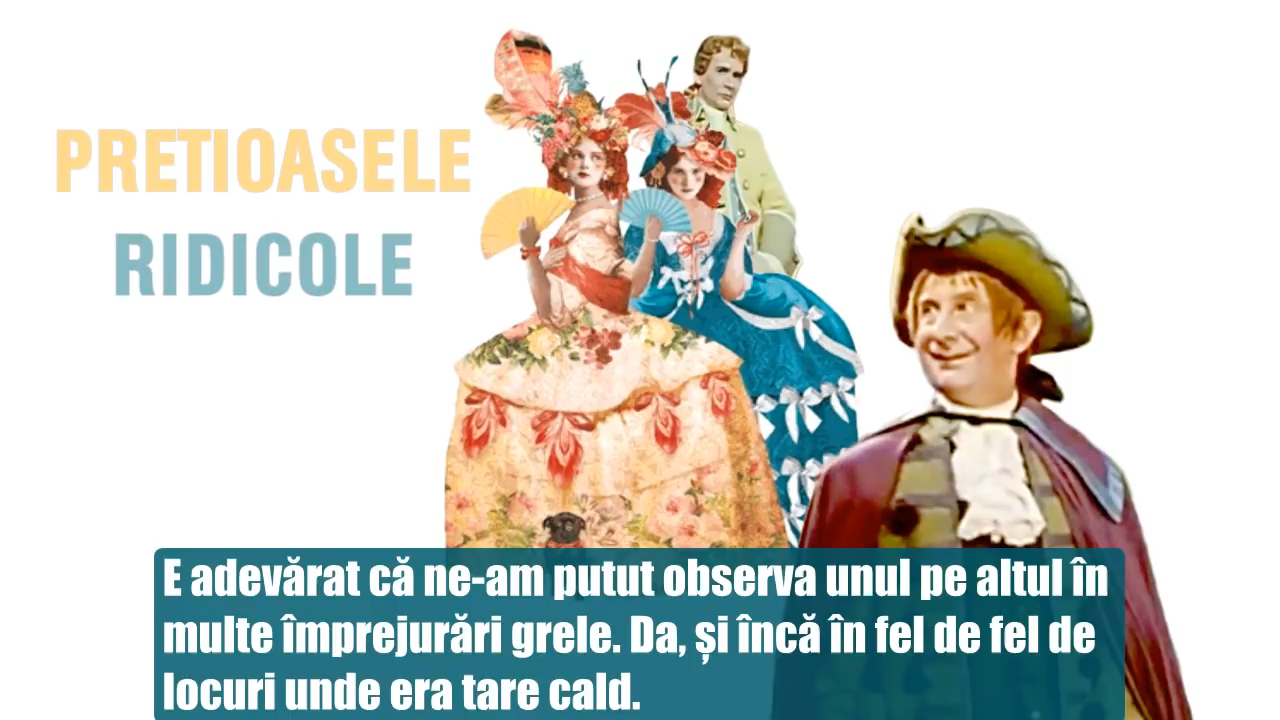 PRETIOASELE
RIDICOLE
E adevărat că ne-am putut observa unul pe altul în
multe împrejurări grele. Da, și încă în fel de fel de
locuri unde era tare cald.